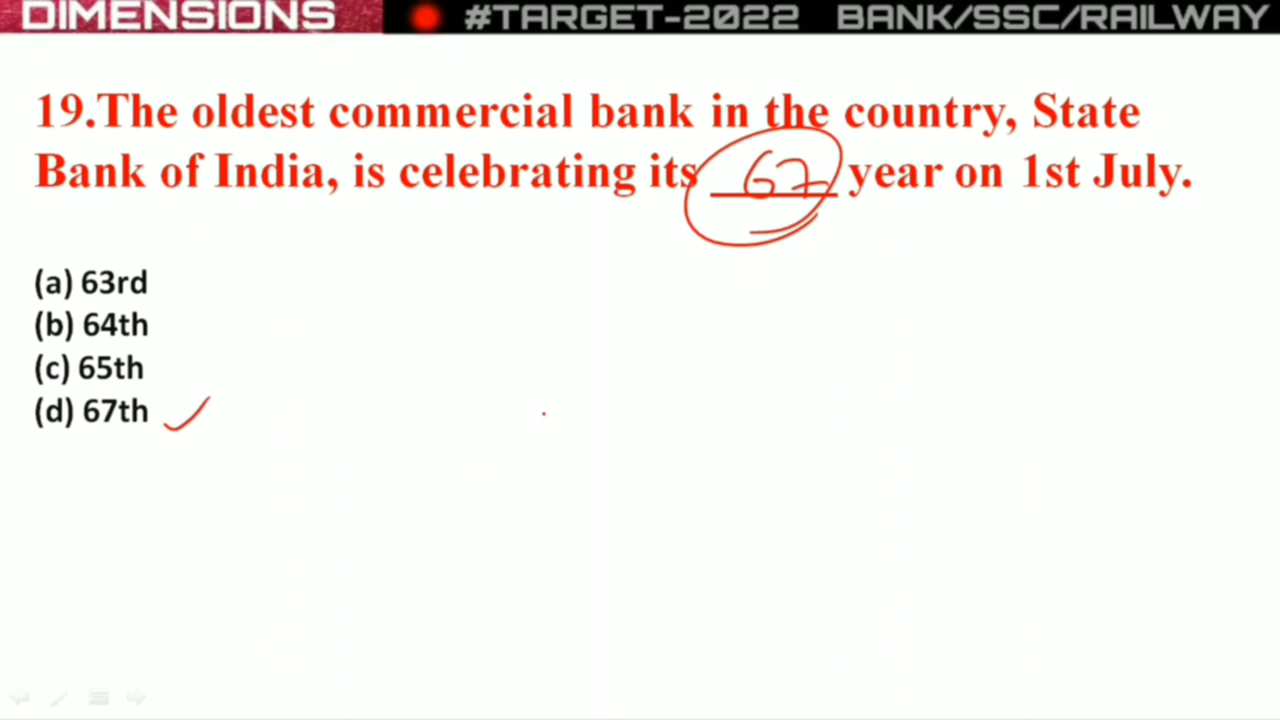 DIMENSIONS #TARGET-2022 BANK/SSC/RAILWAY
19.The oldest commercial bank in the country, State
Bank of India, is celebrating its 67 year on 1st July.
(a) 63rd
(b) 64th
(c) 65th
(d) 67th